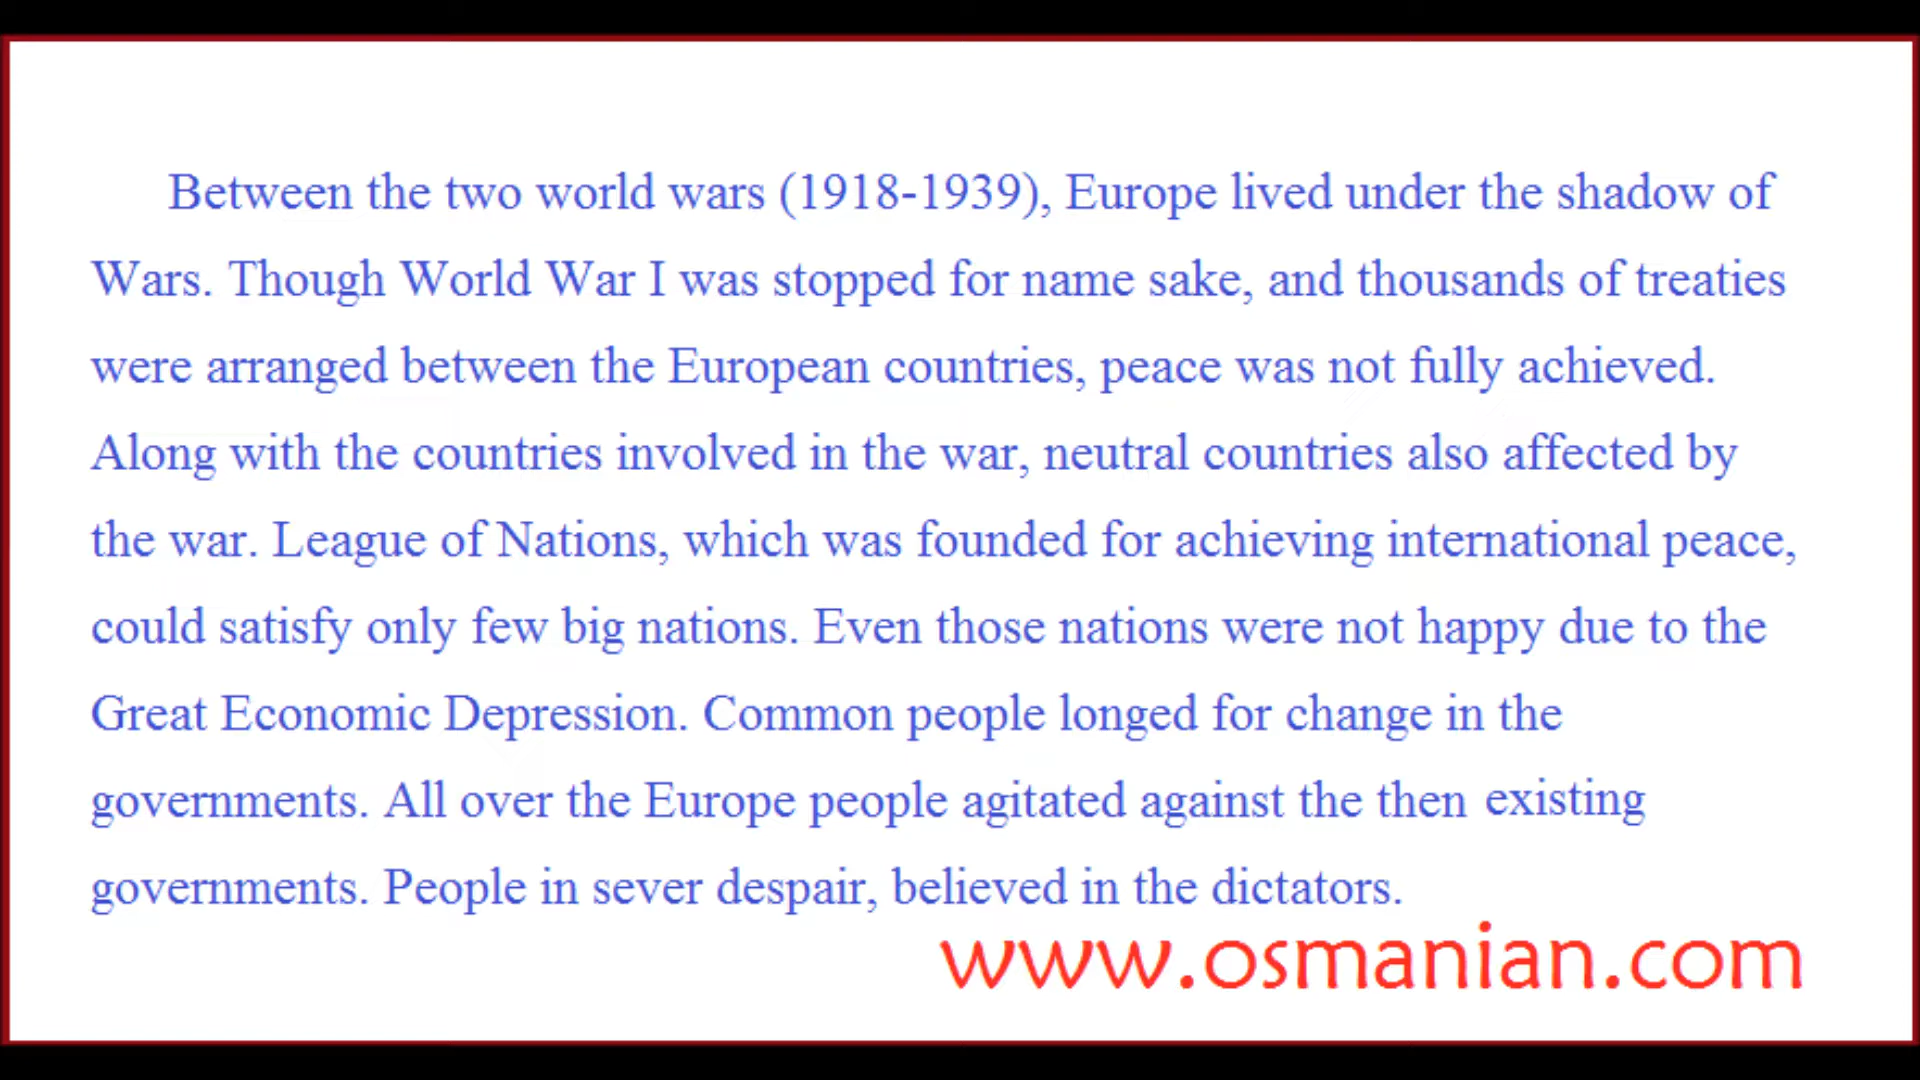 Between the two world wars (1918-1939), Europe lived under the shadow of
Wars. Though World War I was stopped for name sake, and thousands of treaties
were arranged between the European countries, peace was not fully achieved.
Along with the countries involved in the war, neutral countries also affected by
the war. League of Nations, which was founded for achieving international peace,
could satisfy only few big nations. Even those nations were not happy due to the
Great Economic Depression. Common people longed for change in the
governments. All over the Europe people agitated against the then existing
governments. People in sever despair, believed in the dictators.
www.osmanian.com